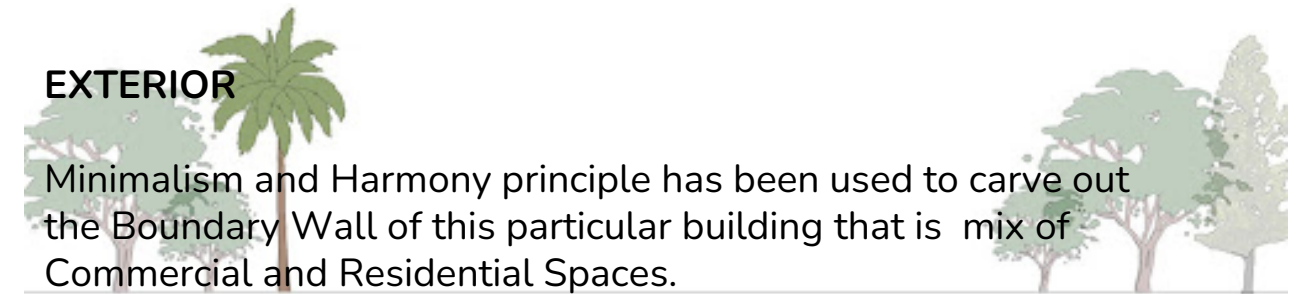 EXTERIOR
Minimalism and Harmony principle has been used to carve out
the Boundary Wall of this particular building that is  mix of
Commercial and Residential Spaces.